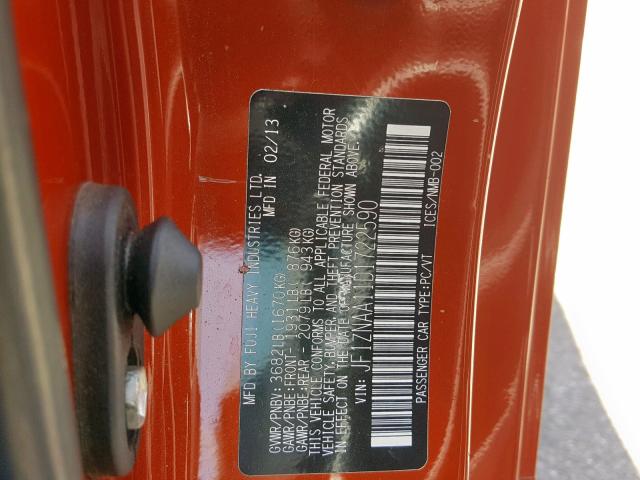 MFD BY FUJI HEAVY INDUSTRIES LTD.
MFD IN 02/13
GVWR/PNBV: 3682LB(1670KG)
GAWR/PNBE:FRONT- 1931LB( 876KG)
GAWR/PNBE:REAR - 2079LB( 943KG)
THIS VEHICLE CONFORMS TO ALL APPLICABLE FEDERAL MOTOR
VEHICLE SAFETY,BUMPER, AND THEFT PREVENTION STANDARDS
IN EFFECT ON THE DATE OF MANUFACTURE SHOWN ABOVE.
VIN: JF1ZNAA11D1722590
PASSENGER CAR TYPE:PC/VT
ICES/NMB-002